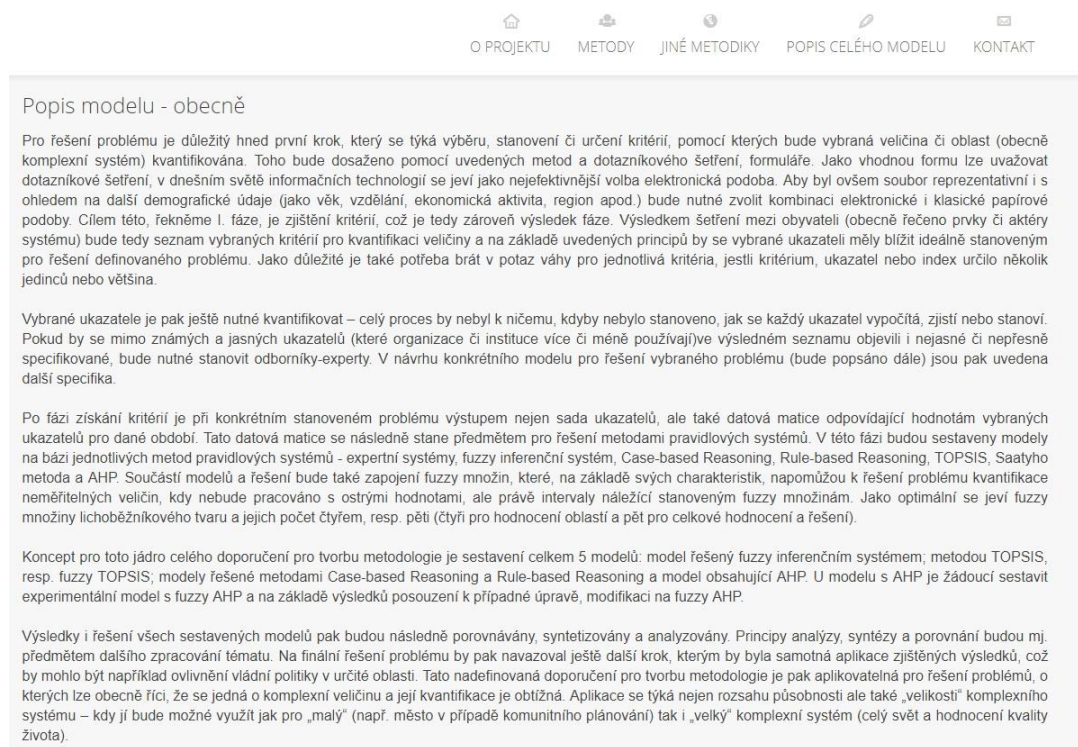 O PROJEKTU METODY JINÉ METODIKY POPIS CELÉHO MODELU KONTAKT
Popis modelu - obecně
Pro řešení problému je důležitý hned první krok, který se týká výběru, stanovení či určení kritérií, pomocí kterých bude vybraná veličina či oblast (obecně
komplexní systém) kvantifikována. Toho bude dosaženo pomocí uvedených metod a dotazníkového šetření, formuláře. Jako vhodnou formu lze uvažovat
dotazníkové šetření, v dnešním světě informačních technologií se jeví jako nejefektivnější volba elektronická podoba. Aby byl ovšem soubor reprezentativní i s
ohledem na další demografické údaje (jako věk, vzdělání, ekonomická aktivita, region apod.) bude nutné zvolit kombinaci elektronické i klasické papírové
podoby. Cílem této, řekněme I. fáze, je zjištění kritérií, což je tedy zároveň výsledek fáze. Výsledkem šetření mezi obyvateli (obecně řečeno prvky či aktéry
systému) bude tedy seznam vybraných kritérií pro kvantifikaci veličiny a na základě uvedených principů by se vybrané ukazateli měly blížit ideálně stanoveným
pro řešení definovaného problému. Jako důležité je také potřeba brát v potaz váhy pro jednotlivá kritéria, jestli kritérium, ukazatel nebo index určilo několik
jedinců nebo většina.
Vybrané ukazatele je pak ještě nutné kvantifikovat – celý proces by nebyl k ničemu, kdyby nebylo stanoveno, jak se každý ukazatel vypočítá, zjistí nebo stanoví.
Pokud by se mimo známých a jasných ukazatelů (které organizace či instituce více či méně používají)ve výsledném seznamu objevili i nejasné či nepřesně
specifikované, bude nutné stanovit odborníky-experty. V návrhu konkrétního modelu pro řešení vybraného problému (bude popsáno dále) jsou pak uvedena
další specifika.
Po fázi získání kritérií je při konkrétním stanoveném problému výstupem nejen sada ukazatelů, ale také datová matice odpovídající hodnotám vybraných
ukazatelů pro dané období. Tato datová matice se následně stane předmětem pro řešení metodami pravidlových systémů. V této fázi budou sestaveny modely
na bázi jednotlivých metod pravidlových systémů - expertní systémy, fuzzy inferenční systém, Case-based Reasoning, Rule-based Reasoning, TOPSIS, Saatyho
metoda a AHP. Součástí modelů a řešení bude také zapojení fuzzy množin, které, na základě svých charakteristik, napomůžou k řešení problému kvantifikace
neměřitelných veličin, kdy nebude pracováno s ostrými hodnotami, ale právě intervaly náležící stanoveným fuzzy množinám. Jako optimální se jeví fuzzy
množiny lichoběžníkového tvaru a jejich počet čtyřem, resp. pěti (čtyři pro hodnocení oblastí a pět pro celkové hodnocení a řešení).
Koncept pro toto jádro celého doporučení pro tvorbu metodologie je sestavení celkem 5 modelů: model řešený fuzzy inferenčním systémem; metodou TOPSIS,
resp. fuzzy TOPSIS; modely řešené metodami Case-based Reasoning a Rule-based Reasoning a model obsahující AHP. U modelu s AHP je žádoucí sestavit
experimentální model s fuzzy AHP a na základě výsledků posouzení k případné úpravě, modifikaci na fuzzy AHP.
Výsledky i řešení všech sestavených modelů pak budou následně porovnávány, syntetizovány a analyzovány. Principy analýzy, syntézy a porovnání budou mj.
předmětem dalšího zpracování tématu. Na finální řešení problému by pak navazoval ještě další krok, kterým by byla samotná aplikace zjištěných výsledků, což
by mohlo být například ovlivnění vládní politiky v určité oblasti. Tato nadefinovaná doporučení pro tvorbu metodologie je pak aplikovatelná pro řešení problémů, o
kterých lze obecně říci, že se jedná o komplexní veličinu a její kvantifikace je obtížná. Aplikace se týká nejen rozsahu působnosti ale také „velikosti“ komplexního
systému – kdy jí bude možné využít jak pro „malý“ (např. město v případě komunitního plánování) tak i „velký“ komplexní systém (celý svět a hodnocení kvality
života).